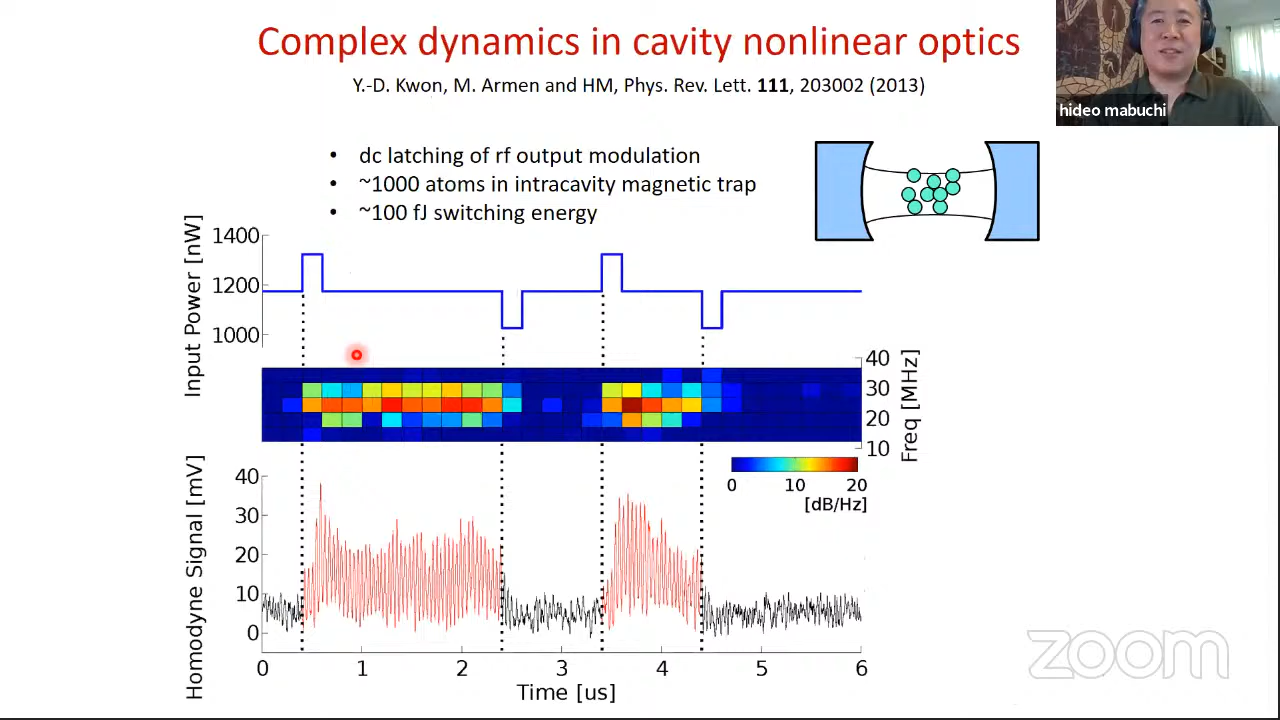 Complex dynamics in cavity nonlinear optics
Y.-D. Kwon, M. Armen and HM, Phys. Rev. Lett. 111, 203002 (2013)
hideo mabuchi
• dc latching of rf output modulation
• ~1000 atoms in intracavity magnetic trap
• ~100 fJ switching energy
Input Power [nW]
1400
1200
1000
40
30
20
10
Freq [MHz]
0 10 20
[dB/Hz]
Homodyne Signal [mV]
40
30
20
10
0
0 1 2 3 4 5 6
Time [us]
zoom